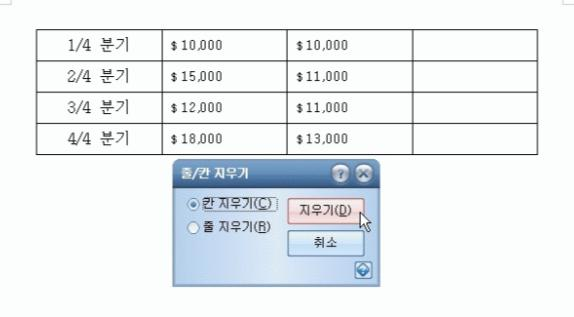 1/4 분기 $10,000 $10,000
2/4 분기 $15,000 $11,000
3/4 분기 $12,000 $11,000
4/4 분기 $18,000 $13,000
줄/칸 지우기
칸 지우기(C) 지우기(D)
줄 지우기(R)
취소